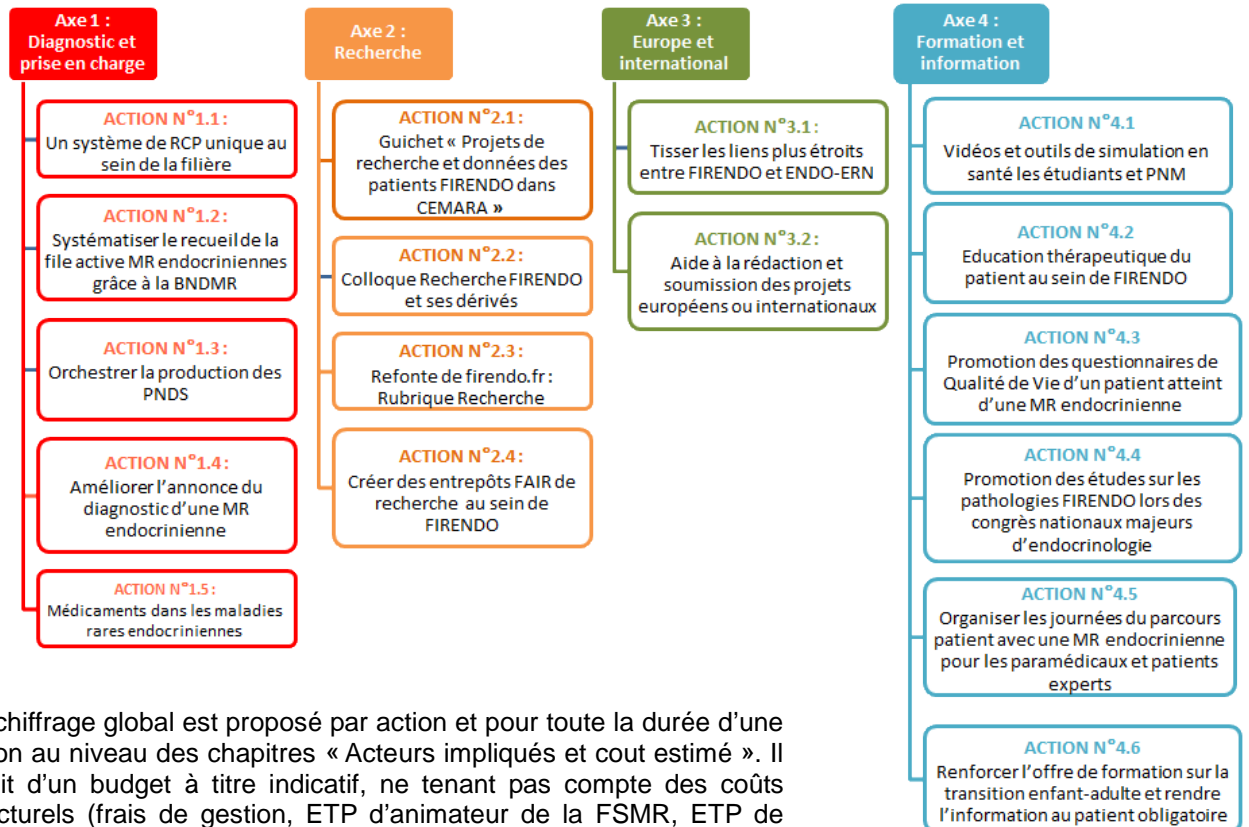 Axe 1 :
Diagnostic et
prise en charge
ACTION N°1.1 :
Un système de RCP unique au
sein de la filière
ACTION N°1.2 :
Systématiser le recueil de la
file active MR endocriniennes
grâce à la BNDMR
ACTION N°1.3 :
Orchestrer la production des
PNDS
ACTION N°1.4 :
Améliorer l'annonce du
diagnostic d'une MR
endocrinienne
ACTION N°1.5 :
Médicaments dans les maladies
rares endocriniennes
Axe 2 :
Recherche
ACTION N°2.1 :
Guichet « Projets de
recherche et données des
patients FIRENDO dans
CEMARA »
ACTION N°2.2 :
Colloque Recherche FIRENDO
et ses dérivés
ACTION N°2.3 :
Refonte de firendo.fr :
Rubrique Recherche
ACTION N°2.4 :
Créer des entrepôts FAIR de
recherche au sein de
FIRENDO
Axe 3 :
Europe et
international
ACTION N°3.1 :
Tisser les liens plus étroits
entre FIRENDO et ENDO-ERN
ACTION N°3.2 :
Aide à la rédaction et
soumission des projets
européens ou internationaux
Axe 4 :
Formation et
information
ACTION N°4.1
Vidéos et outils de simulation en
santé les étudiants et PNM
ACTION N°4.2
Education thérapeutique du
patient au sein de FIRENDO
ACTION N°4.3
Promotion des questionnaires de
Qualité de Vie d'un patient atteint
d'une MR endocrinienne
ACTION N°4.4
Promotion des études sur les
pathologies FIRENDO lors des
congrès nationaux majeurs
d'endocrinologie
ACTION N°4.5
Organiser les journées du parcours
patient avec une MR endocrinienne
pour les paramédicaux et patients
experts
ACTION N°4.6
Renforcer l'offre de formation sur la
transition enfant-adulte et rendre
l'information au patient obligatoire
chiffrage global est proposé par action et pour toute la durée d'une
on au niveau des chapitres « Acteurs impliqués et cout estimé ». Il
it d'un budget à titre indicatif, ne tenant pas compte des coûts
cturels (frais de gestion, ETP d'animateur de la FSMR, ETP de